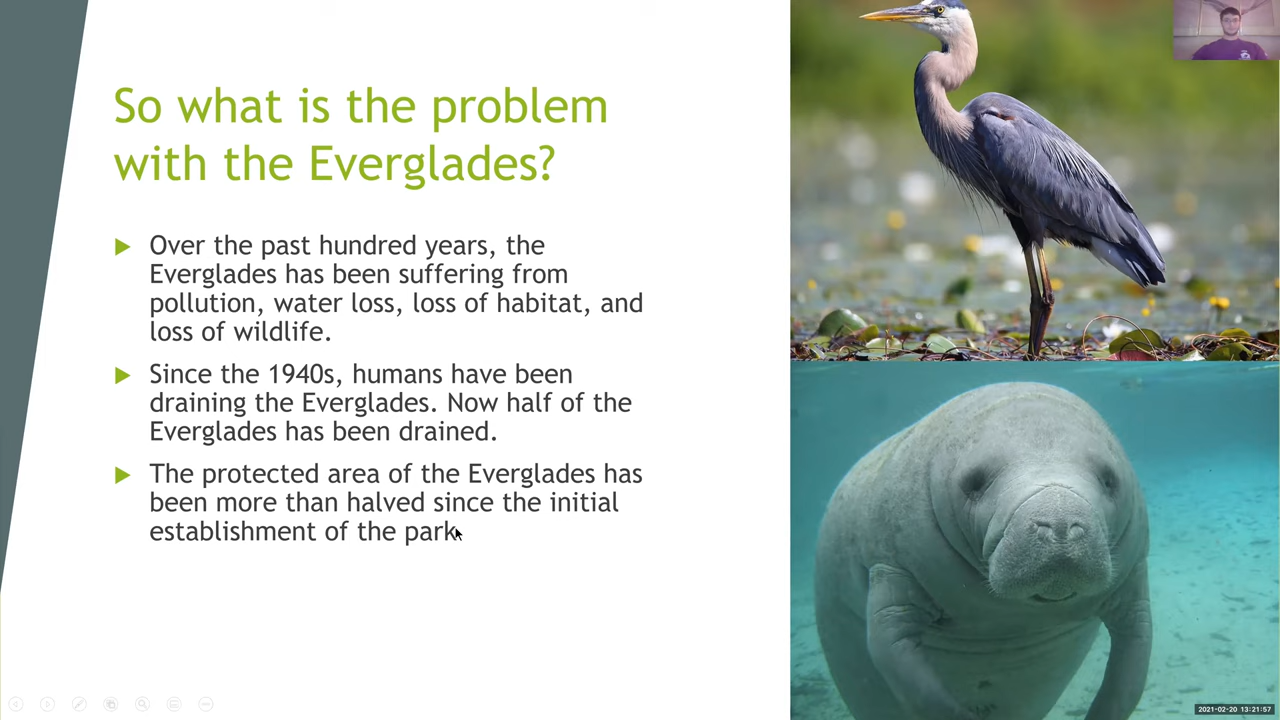 So what is the problem
with the Everglades?
Over the past hundred years, the
Everglades has been suffering from
pollution, water loss, loss of habitat, and
loss of wildlife.
Since the 1940s, humans have been
draining the Everglades. Now half of the
Everglades has been drained.
The protected area of the Everglades has
been more than halved since the initial
establishment of the park.
2021-02-20 13:21:57